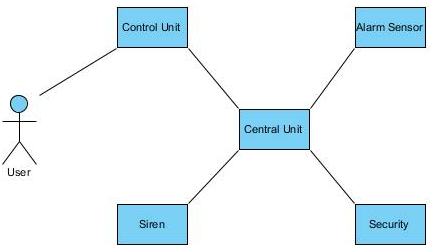 Control Unit
Alarm Sensor
Central Unit
User
Siren
Security